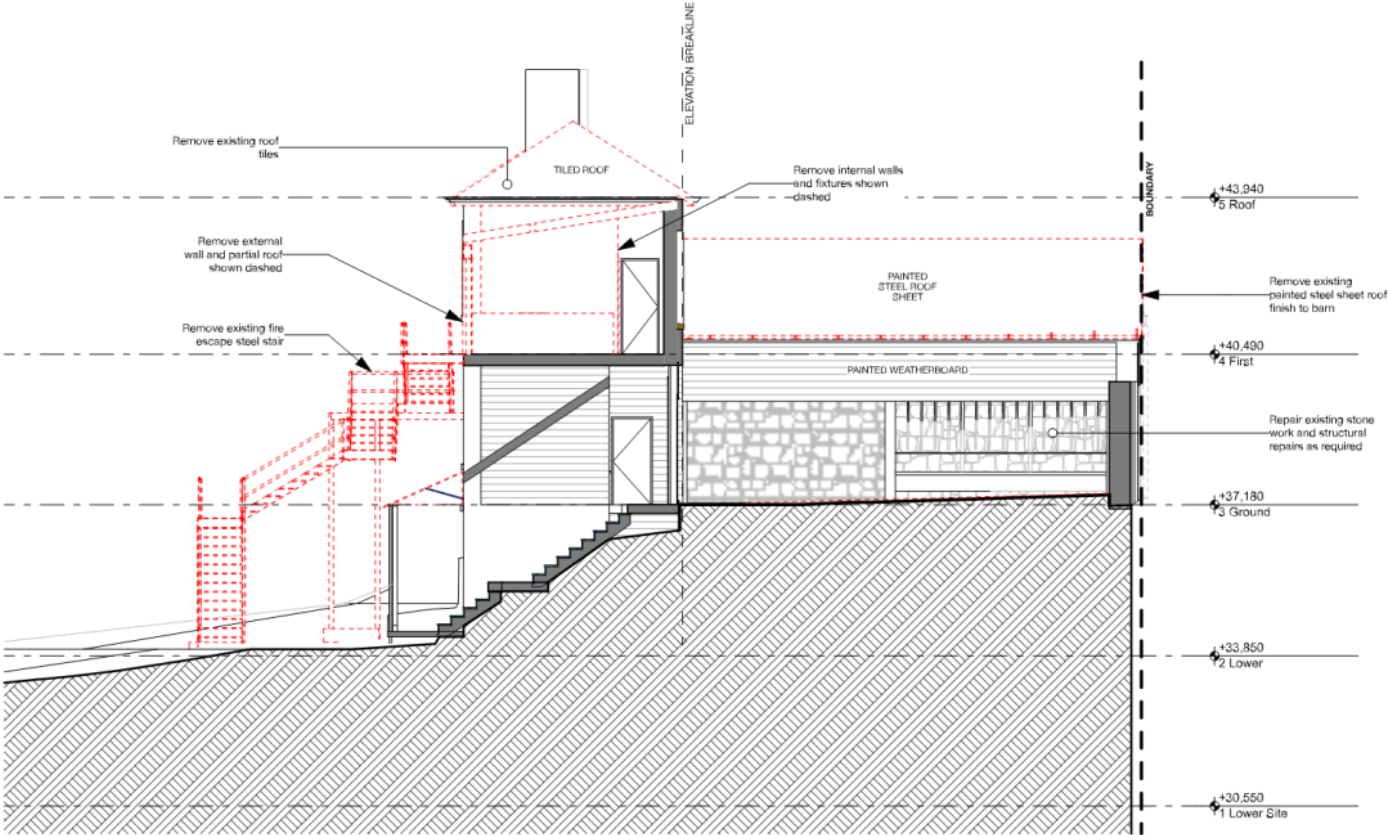 ELEVATION BREAKLINE
Remove existing roof
tiles
TILED ROOF
Remove internal walls
and fixtures shown
dashed
BOUNDARY
+43,940
5 Roof
Remove external
wall and partial roof
shown dashed
PAINTED
STEEL ROOF
SHEET
Remove existing
painted steel sheet roof
finish to barn
Remove existing fire
escape steel stair
+40,490
4 First
PAINTED WEATHERBOARD
Repair existing stone
work and structural
repairs as required
+37,180
3 Ground
+33,850
2 Lower
+30,550
1 Lower Site